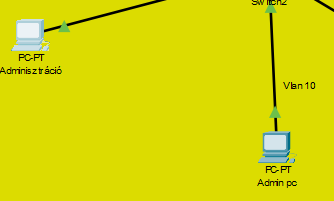 Switch2
PC-PT
Adminisztráció
Vlan 10
PC-PT
Admin pc